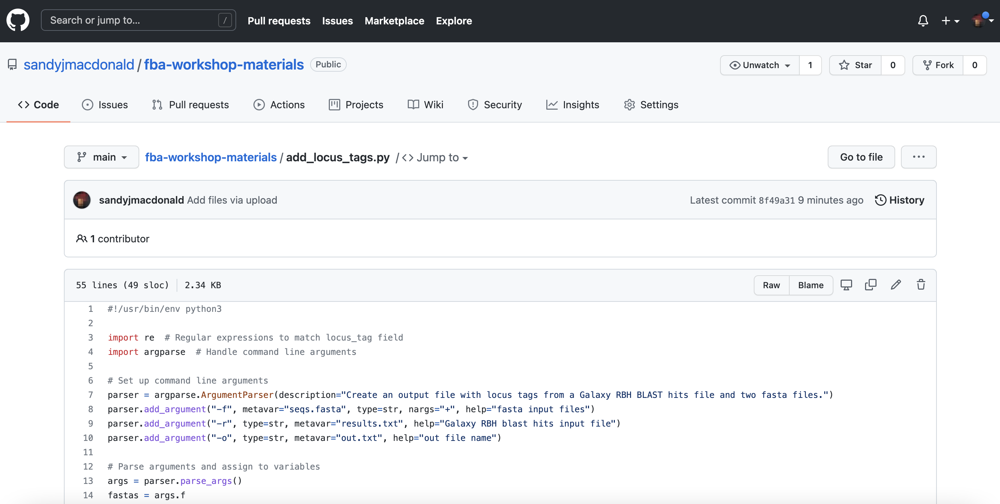 Search or jump to... /
Pull requests Issues Marketplace Explore
sandyjmacdonald / fba-workshop-materials Public
Unwatch 1 Star 0 Fork 0
Code Issues Pull requests Actions Projects Wiki Security Insights Settings
main fba-workshop-materials / add_locus_tags.py / <> Jump to
Go to file ...
sandyjmacdonald Add files via upload
Latest commit 8f49a31 9 minutes ago History
1 contributor
55 lines (49 sloc) 2.34 KB
Raw Blame
1 #!/usr/bin/env python3
2
3 import re  # Regular expressions to match locus_tag field
4 import argparse  # Handle command line arguments
5
6 # Set up command line arguments
7 parser = argparse.ArgumentParser(description="Create an output file with locus tags from a Galaxy RBH BLAST hits file and two fasta files.")
8 parser.add_argument("-f", metavar="seqs.fasta", type=str, nargs="+", help="fasta input files")
9 parser.add_argument("-r", type=str, metavar="results.txt", help="Galaxy RBH blast hits input file")
10 parser.add_argument("-o", type=str, metavar="out.txt", help="out file name")
11
12 # Parse arguments and assign to variables
13 args = parser.parse_args()
14 fastas = args.f